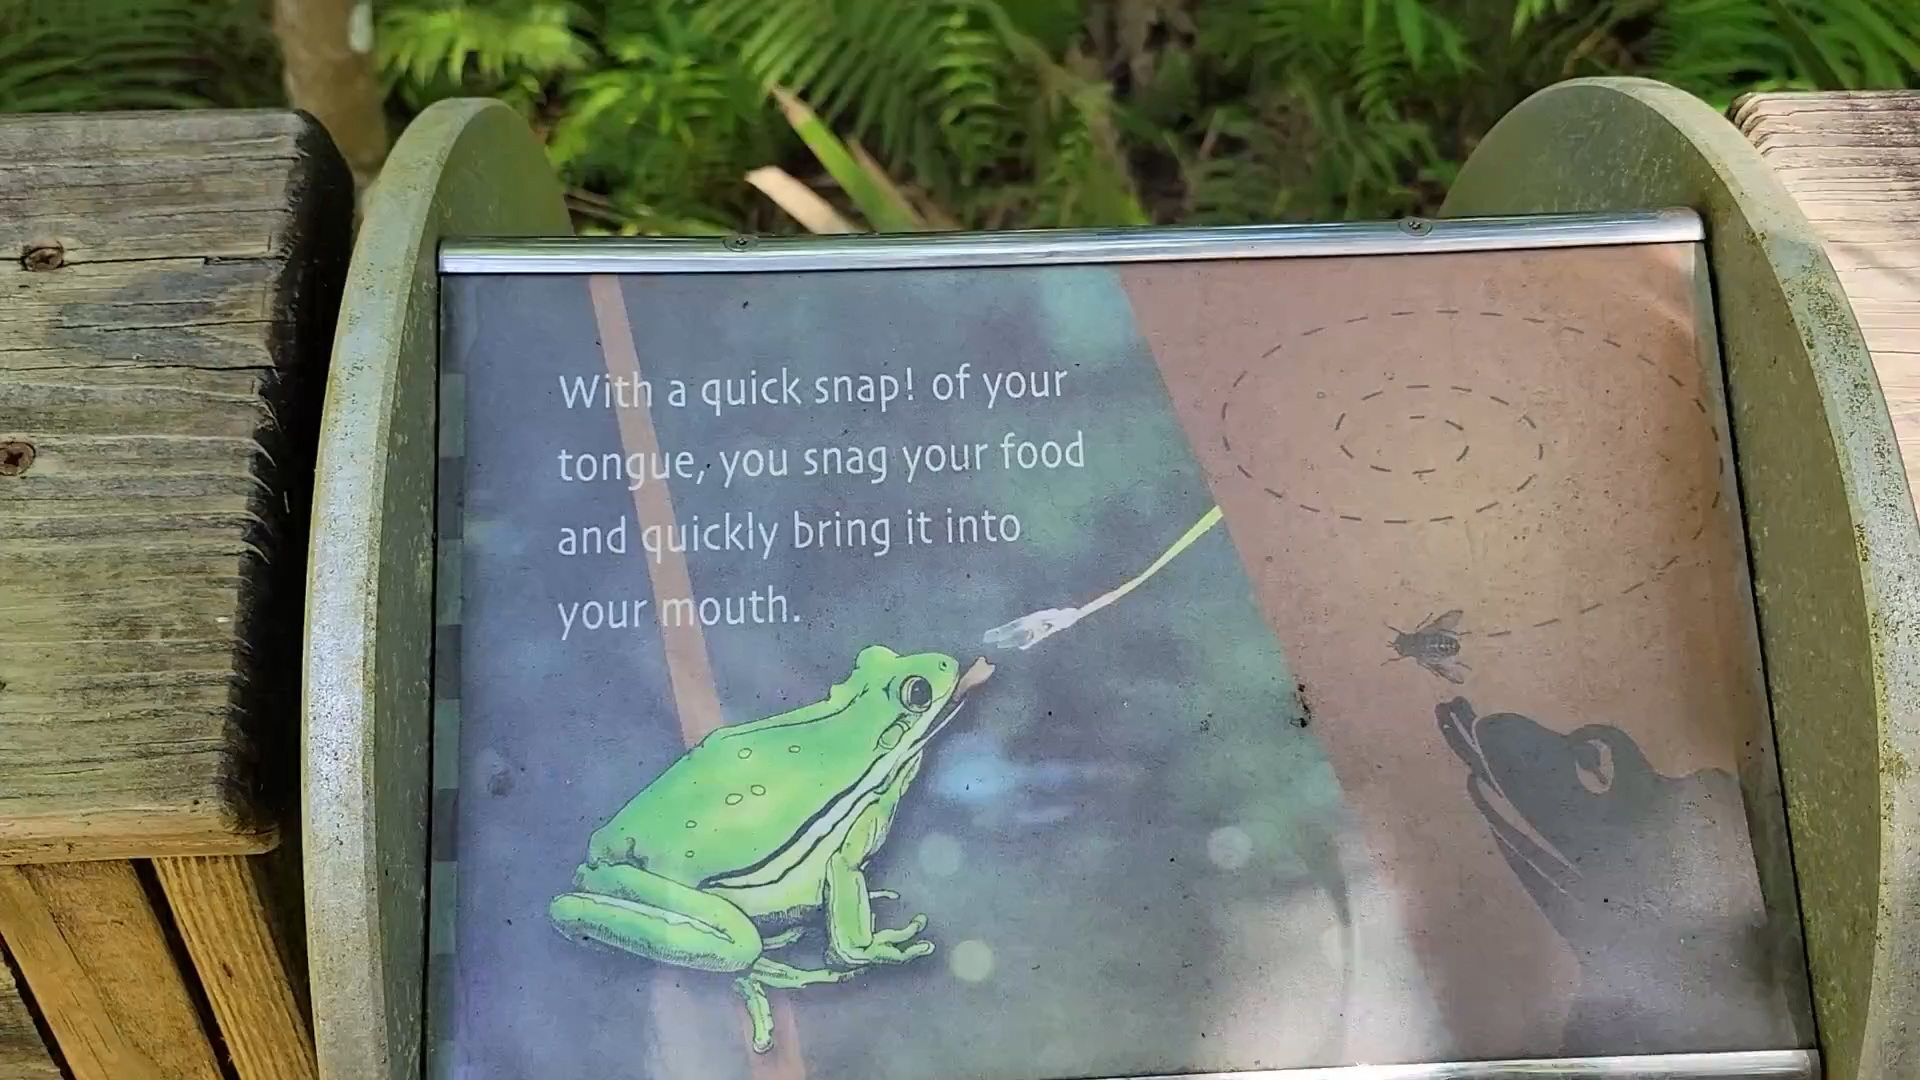 With a quick snap! of your
tongue, you snag your food
and quickly bring it into
your mouth.